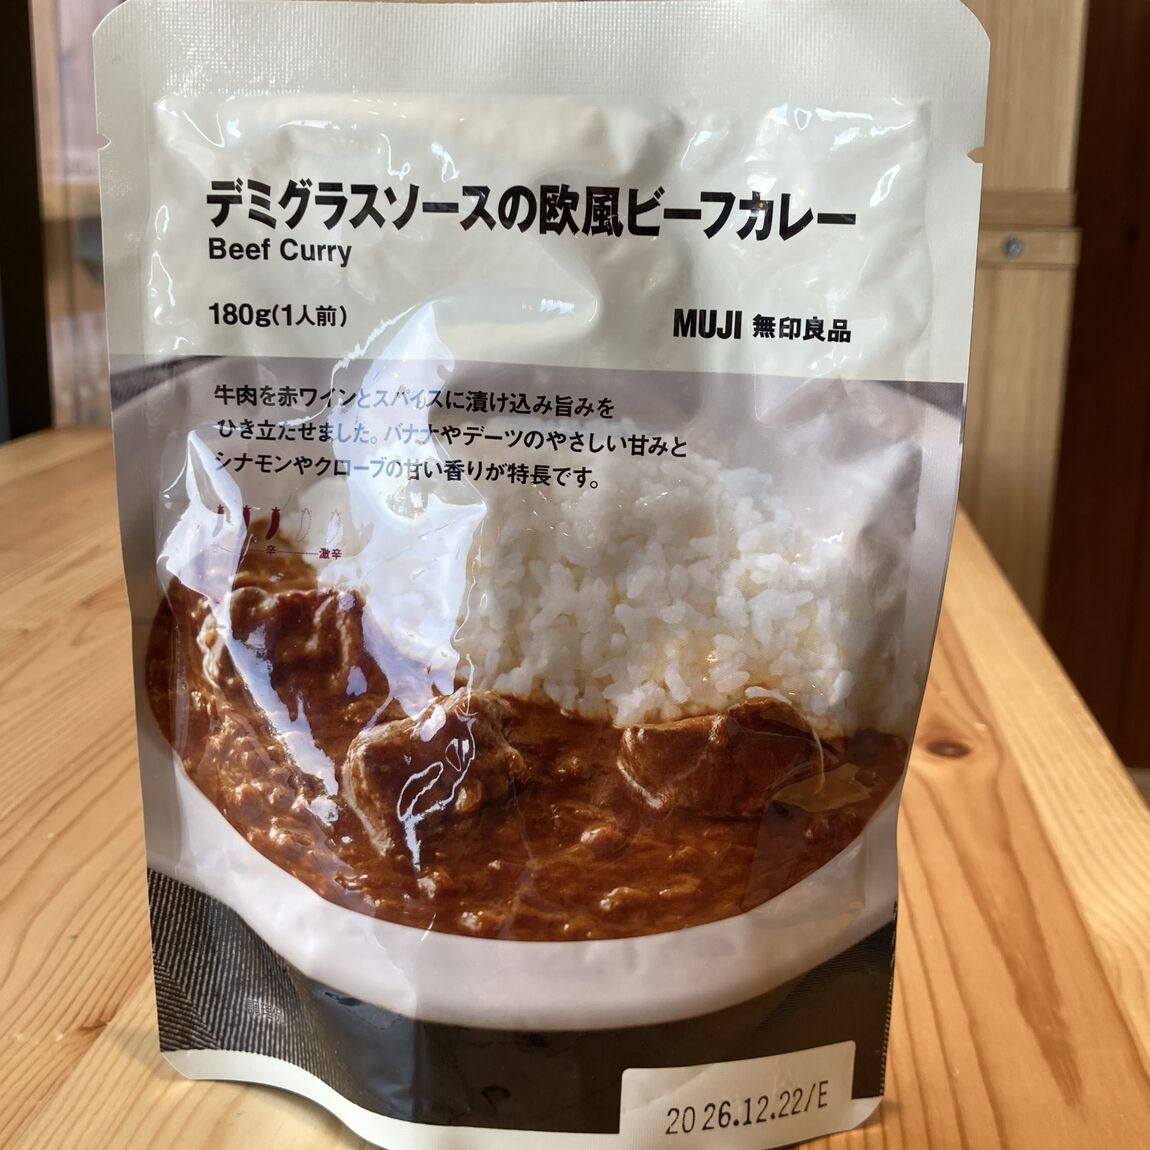 デミグラスソースの欧風ビーフカレー
Beef Curry
180g(1人前)
MUJI 無印良品
牛肉を赤ワインとスパイスに漬け込み旨みを
ひき立たせました。バナナやデーツのやさしい甘みと
シナモンやクローブの甘い香りが特長です。
辛 激辛
2026.12.22/E